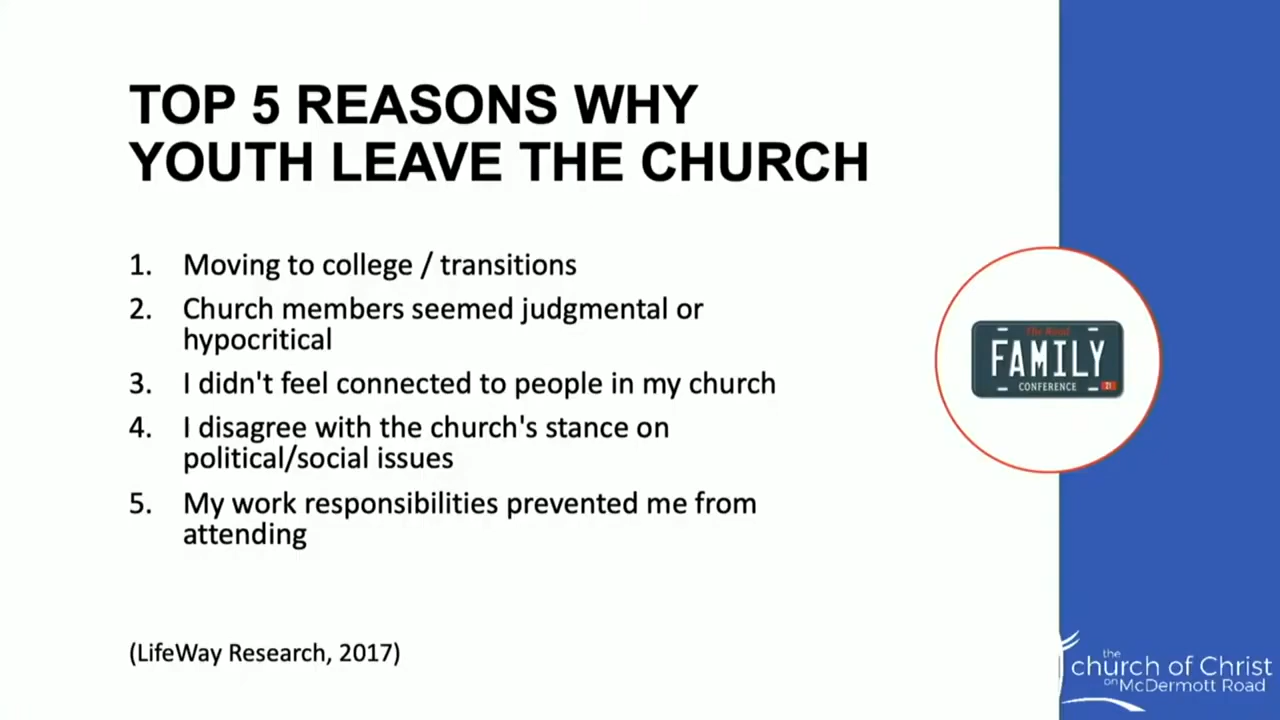 TOP 5 REASONS WHY
YOUTH LEAVE THE CHURCH
1. Moving to college / transitions
2. Church members seemed judgmental or
hypocritical
3. I didn't feel connected to people in my church
4. I disagree with the church's stance on
political/social issues
5. My work responsibilities prevented me from
attending
(LifeWay Research, 2017)
The Road
FAMILY
CONFERENCE
21
the
church of Christ
on McDermott Road